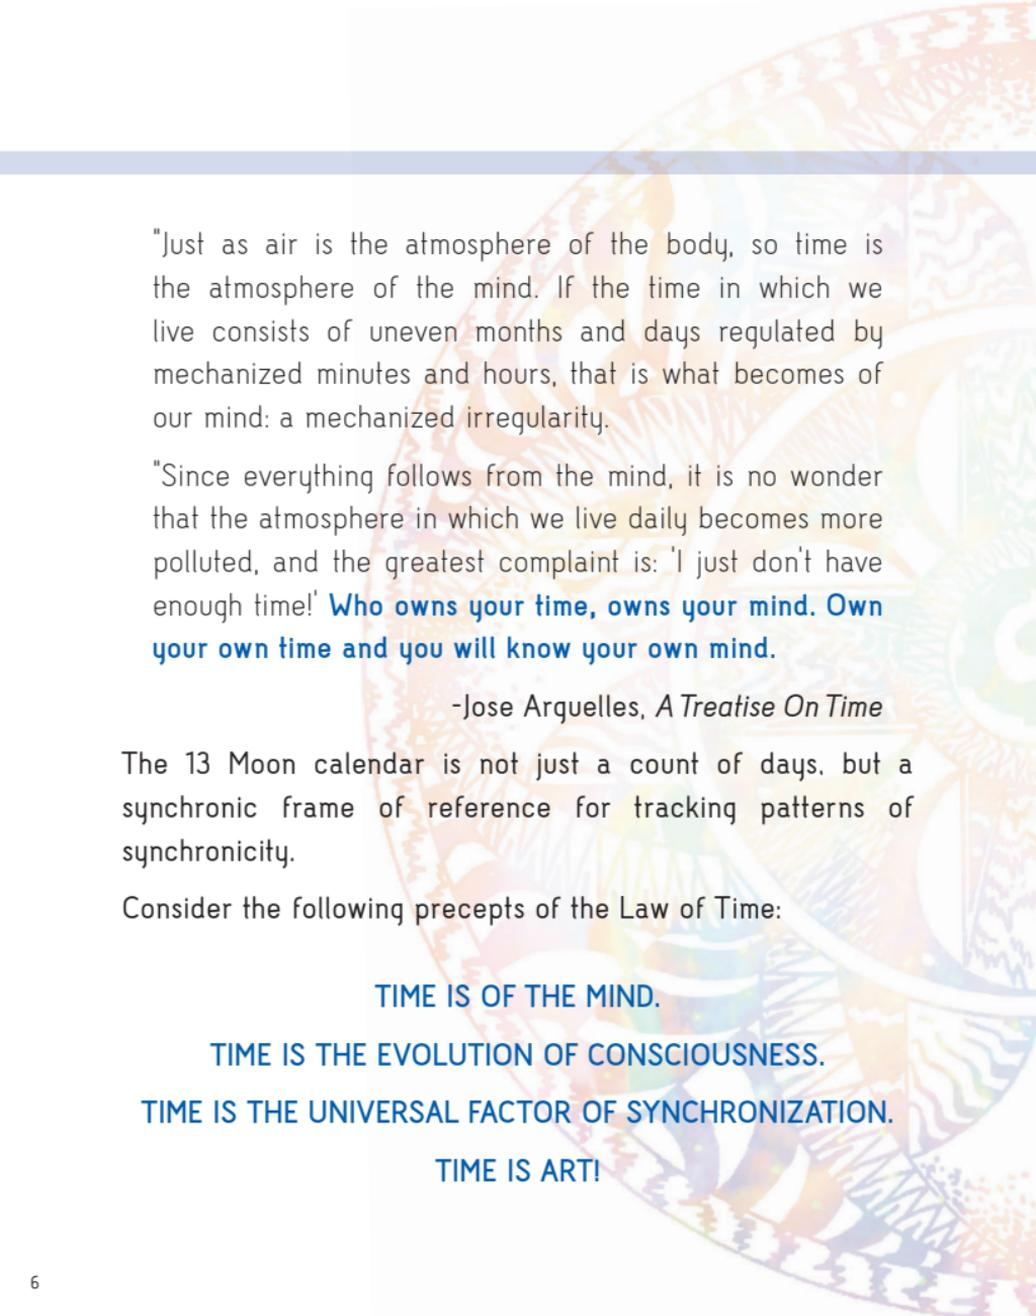 "Just as air is the atmosphere of the body, so time is
the atmosphere of the mind. If the time in which we
live consists of uneven months and days regulated by
mechanized minutes and hours, that is what becomes of
our mind: a mechanized irregularity.
"Since everything follows from the mind, it is no wonder
that the atmosphere in which we live daily becomes more
polluted, and the greatest complaint is: 'I just don't have
enough time!' Who owns your time, owns your mind. Own
your own time and you will know your own mind.
-Jose Arguelles, A Treatise On Time
The 13 Moon calendar is not just a count of days, but a
synchronic frame of reference for tracking patterns of
synchronicity.
Consider the following precepts of the Law of Time:
TIME IS OF THE MIND.
TIME IS THE EVOLUTION OF CONSCIOUSNESS.
TIME IS THE UNIVERSAL FACTOR OF SYNCHRONIZATION.
TIME IS ART!
6